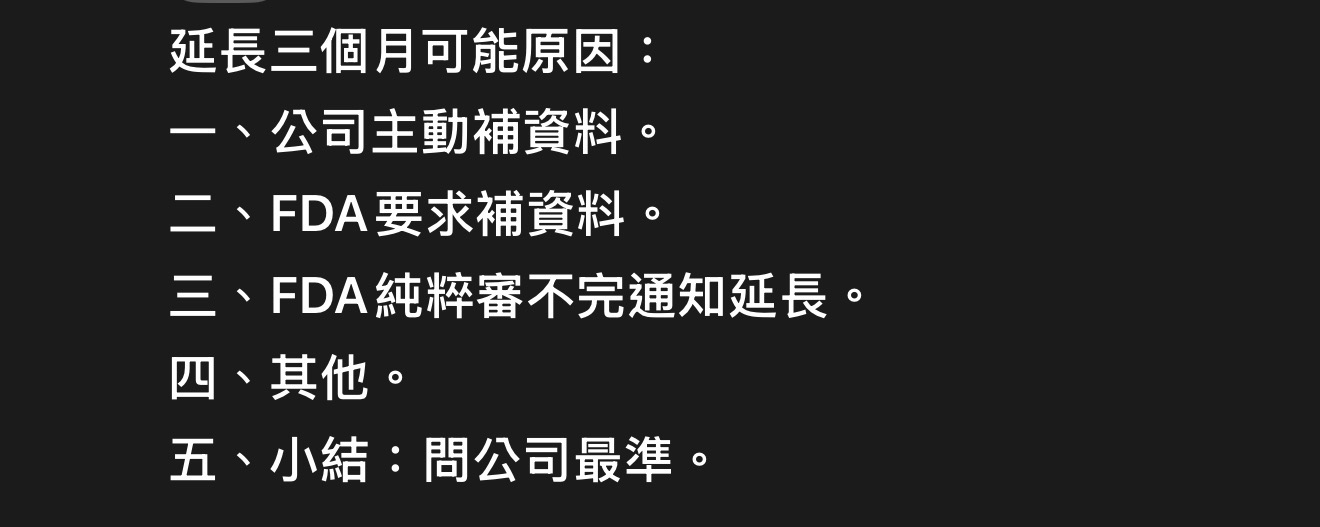 延長三個月可能原因：
一、公司主動補資料。
二、FDA要求補資料。
三、FDA純粹審不完通知延長。
四、其他。
五、小結：問公司最準。